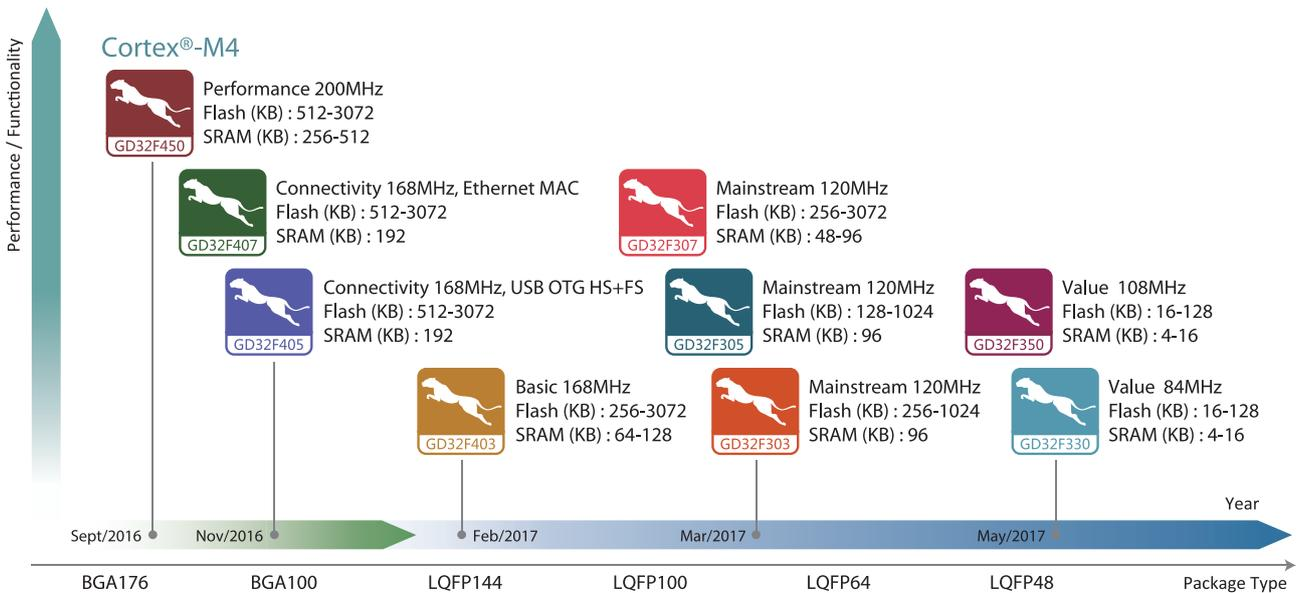 Performance / Functionality
Cortex®-M4
GD32F450
Performance 200MHz
Flash (KB) : 512-3072
SRAM (KB) : 256-512
GD32F407
Connectivity 168MHz, Ethernet MAC
Flash (KB) : 512-3072
SRAM (KB) : 192
GD32F307
Mainstream 120MHz
Flash (KB) : 256-3072
SRAM (KB) : 48-96
GD32F405
Connectivity 168MHz, USB OTG HS+FS
Flash (KB) : 512-3072
SRAM (KB) : 192
GD32F305
Mainstream 120MHz
Flash (KB) : 128-1024
SRAM (KB) : 96
GD32F350
Value 108MHz
Flash (KB) : 16-128
SRAM (KB) : 4-16
GD32F403
Basic 168MHz
Flash (KB) : 256-3072
SRAM (KB) : 64-128
GD32F303
Mainstream 120MHz
Flash (KB) : 256-1024
SRAM (KB) : 96
GD32F330
Value 84MHz
Flash (KB) : 16-128
SRAM (KB) : 4-16
Year
Sept/2016
Nov/2016
Feb/2017
Mar/2017
May/2017
BGA176
BGA100
LQFP144
LQFP100
LQFP64
LQFP48
Package Type